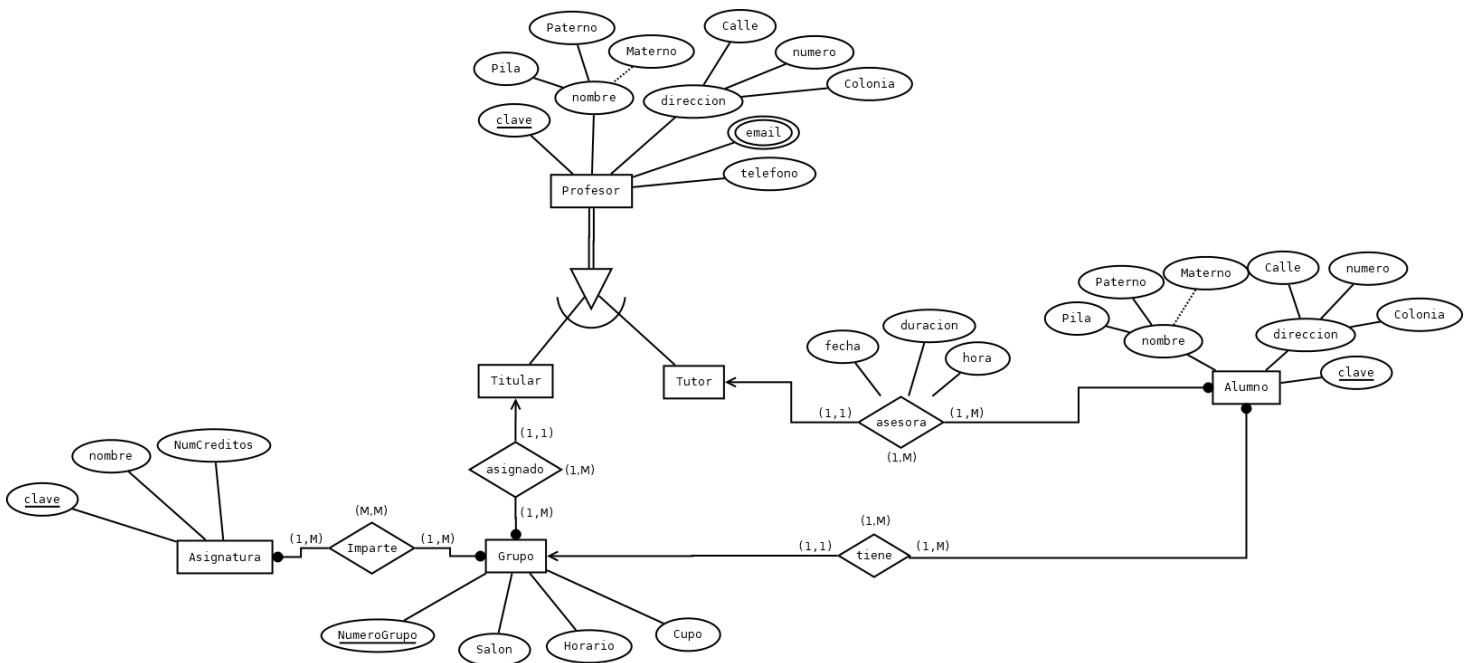 Paterno
Calle
Materno
numero
Pila
Colonia
nombre
direccion
clave
email
telefono
Profesor
Materno
Calle
numero
Paterno
Pila
Colonia
duracion
nombre
direccion
fecha
hora
clave
Titular
Tutor
Alumno
(1,1)
asesora
(1,M)
(1,M)
(1,1)
NumCreditos
nombre
asignado
(1,M)
clave
(1,M)
(M,M)
(1,M)
(1,M)
Imparte
(1,M)
(1,1)
tiene
(1,M)
Asignatura
Grupo
NumeroGrupo
Salon
Horario
Cupo